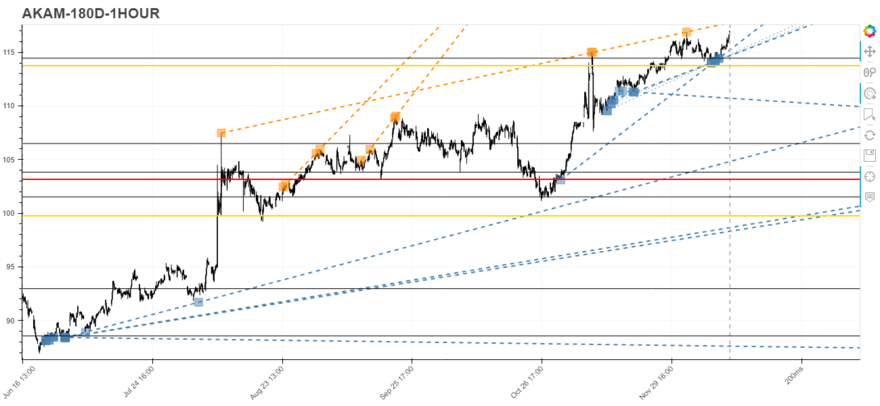 AKAM-180D-1HOUR
115
110
105
100
95
90
Jun 16 13:00
Jul 24 16:00
Aug 23 13:00
Sep 25 17:00
Oct 26 17:00
Nov 29 16:00
200ms